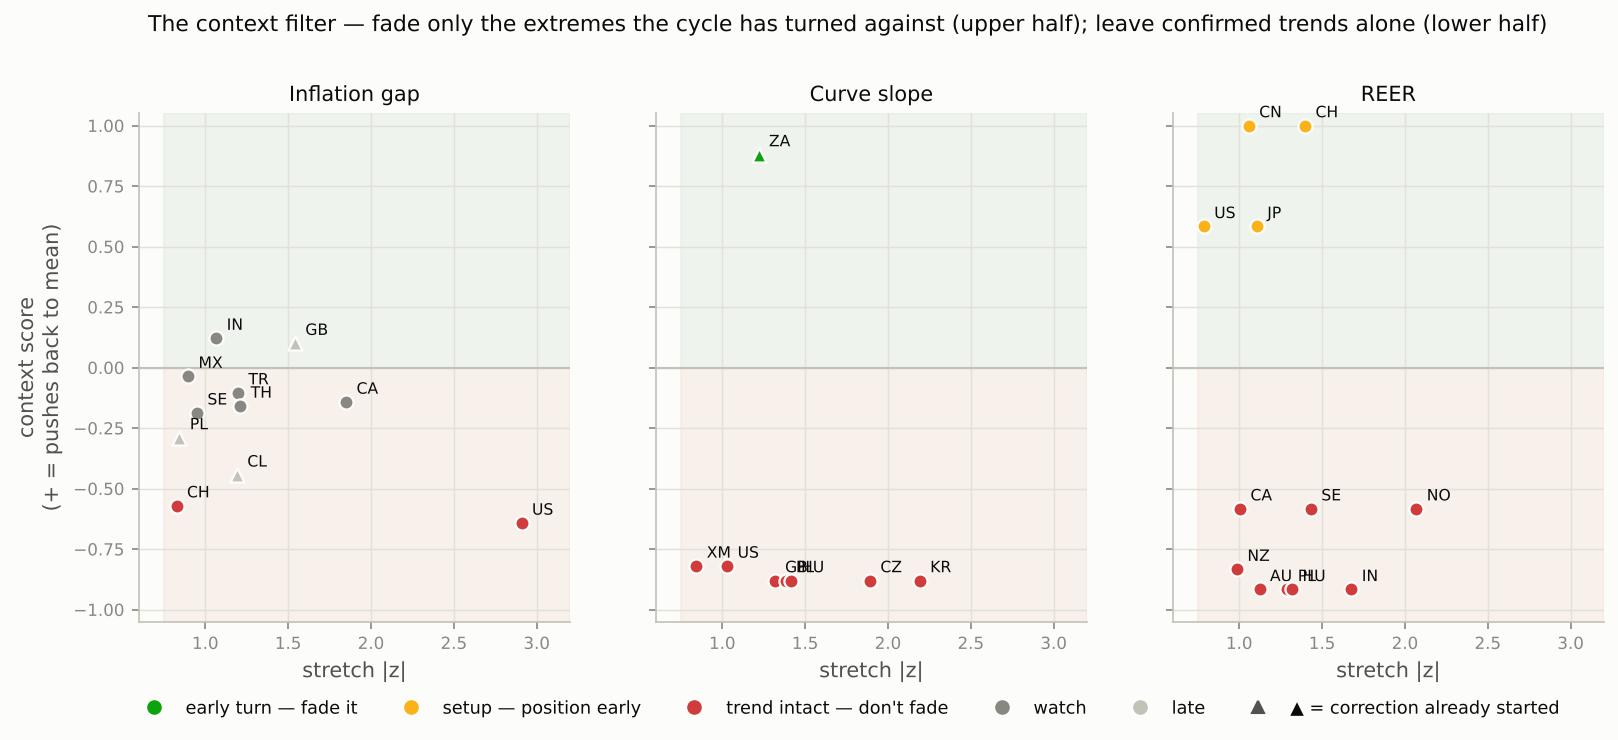 The context filter — fade only the extremes the cycle has turned against (upper half); leave confirmed trends alone (lower half)
Inflation gap
Curve slope
REER
context score
(+ = pushes back to mean)
1.00
0.75
0.50
0.25
0.00
−0.25
−0.50
−0.75
−1.00
IN
GB
MX
TR
TH
SE
CA
PL
CL
CH
US
ZA
XM
US
CZ
KR
CN
CH
US
JP
CA
SE
NO
NZ
AU
IN
1.0 1.5 2.0 2.5 3.0
1.0 1.5 2.0 2.5 3.0
1.0 1.5 2.0 2.5 3.0
stretch |z|
stretch |z|
stretch |z|
early turn — fade it
setup — position early
trend intact — don't fade
watch
late
▲ = correction already started